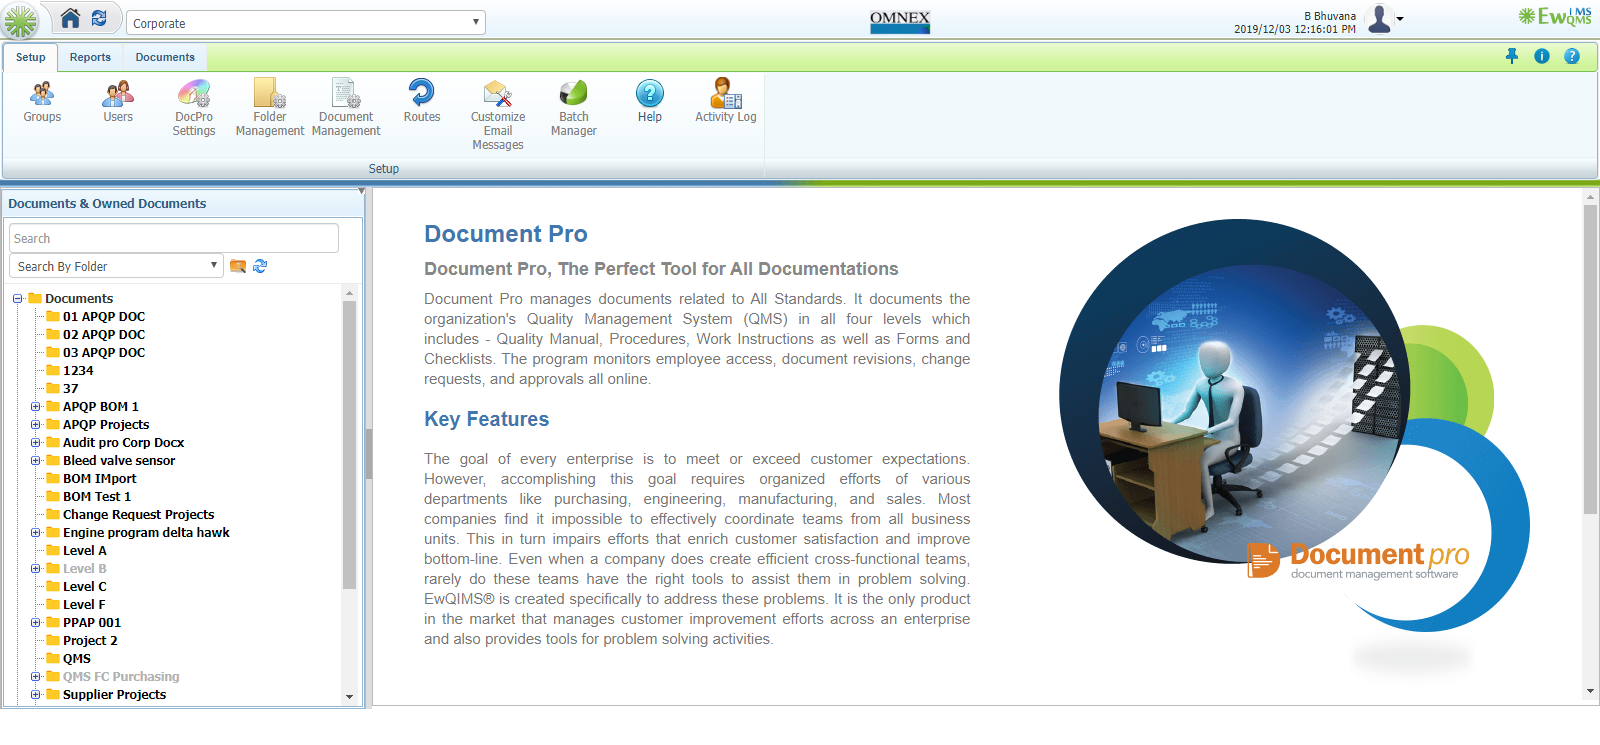 Corporate
OMNEX
B Bhuvana
2019/12/03 12:16:01 PM
EwQIMS
QMS
Setup Reports Documents
Groups
Users
DocPro Settings
Folder Management
Document Management
Routes
Customize Email Messages
Batch Manager
Help
Activity Log
Setup
Documents & Owned Documents
Search
Search By Folder
Documents
01 APQP DOC
02 APQP DOC
03 APQP DOC
1234
37
APQP BOM 1
APQP Projects
Audit pro Corp Docx
Bleed valve sensor
BOM IMport
BOM Test 1
Change Request Projects
Engine program delta hawk
Level A
Level B
Level C
Level F
PPAP 001
Project 2
QMS
QMS FC Purchasing
Supplier Projects
Document Pro
Document Pro, The Perfect Tool for All Documentations
Document Pro manages documents related to All Standards. It documents the
organization's Quality Management System (QMS) in all four levels which
includes - Quality Manual, Procedures, Work Instructions as well as Forms and
Checklists. The program monitors employee access, document revisions, change
requests, and approvals all online.
Key Features
The goal of every enterprise is to meet or exceed customer expectations.
However, accomplishing this goal requires organized efforts of various
departments like purchasing, engineering, manufacturing, and sales. Most
companies find it impossible to effectively coordinate teams from all business
units. This in turn impairs efforts that enrich customer satisfaction and improve
bottom-line. Even when a company does create efficient cross-functional teams,
rarely do these teams have the right tools to assist them in problem solving.
EwQIMS® is created specifically to address these problems. It is the only product
in the market that manages customer improvement efforts across an enterprise
and also provides tools for problem solving activities.
Document pro
document management software